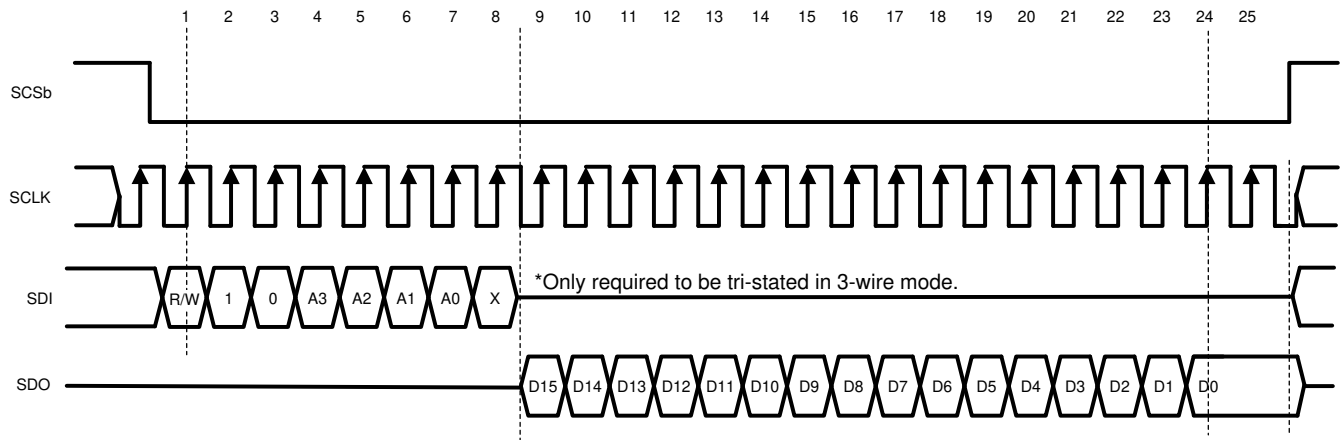 1 2 3 4 5 6 7 8 9 10 11 12 13 14 15 16 17 18 19 20 21 22 23 24 25
SCSb
SCLK
*Only required to be tri-stated in 3-wire mode.
SDI R/W 1 0 A3 A2 A1 A0 X
SDO D15 D14 D13 D12 D11 D10 D9 D8 D7 D6 D5 D4 D3 D2 D1 D0